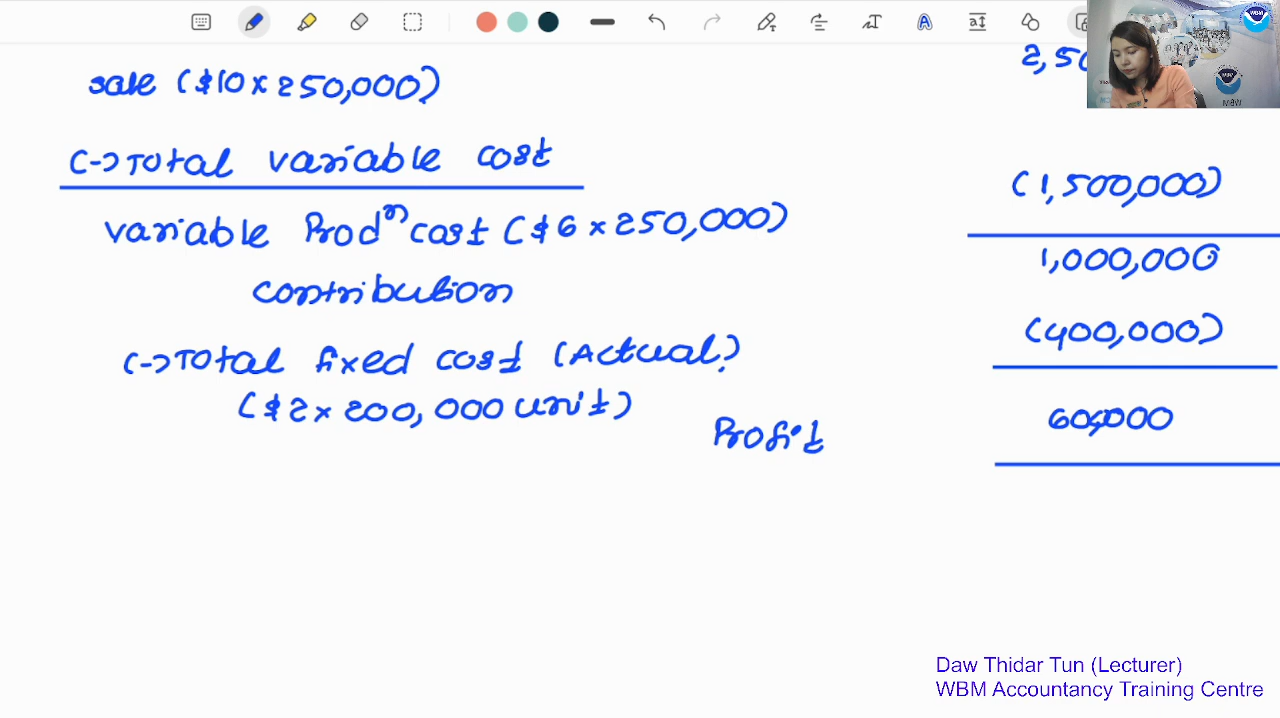 2,50
sale ($10 x 250,000)
(-) Total variable cost
(1,500,000)
variable Prodⁿ cost ($6 x 250,000)
contribution
1,000,000
(-) Total fixed cost (Actual)
(400,000)
($2 x 200,000 unit)
Profit
600,000
Daw Thidar Tun (Lecturer)
WBM Accountancy Training Centre